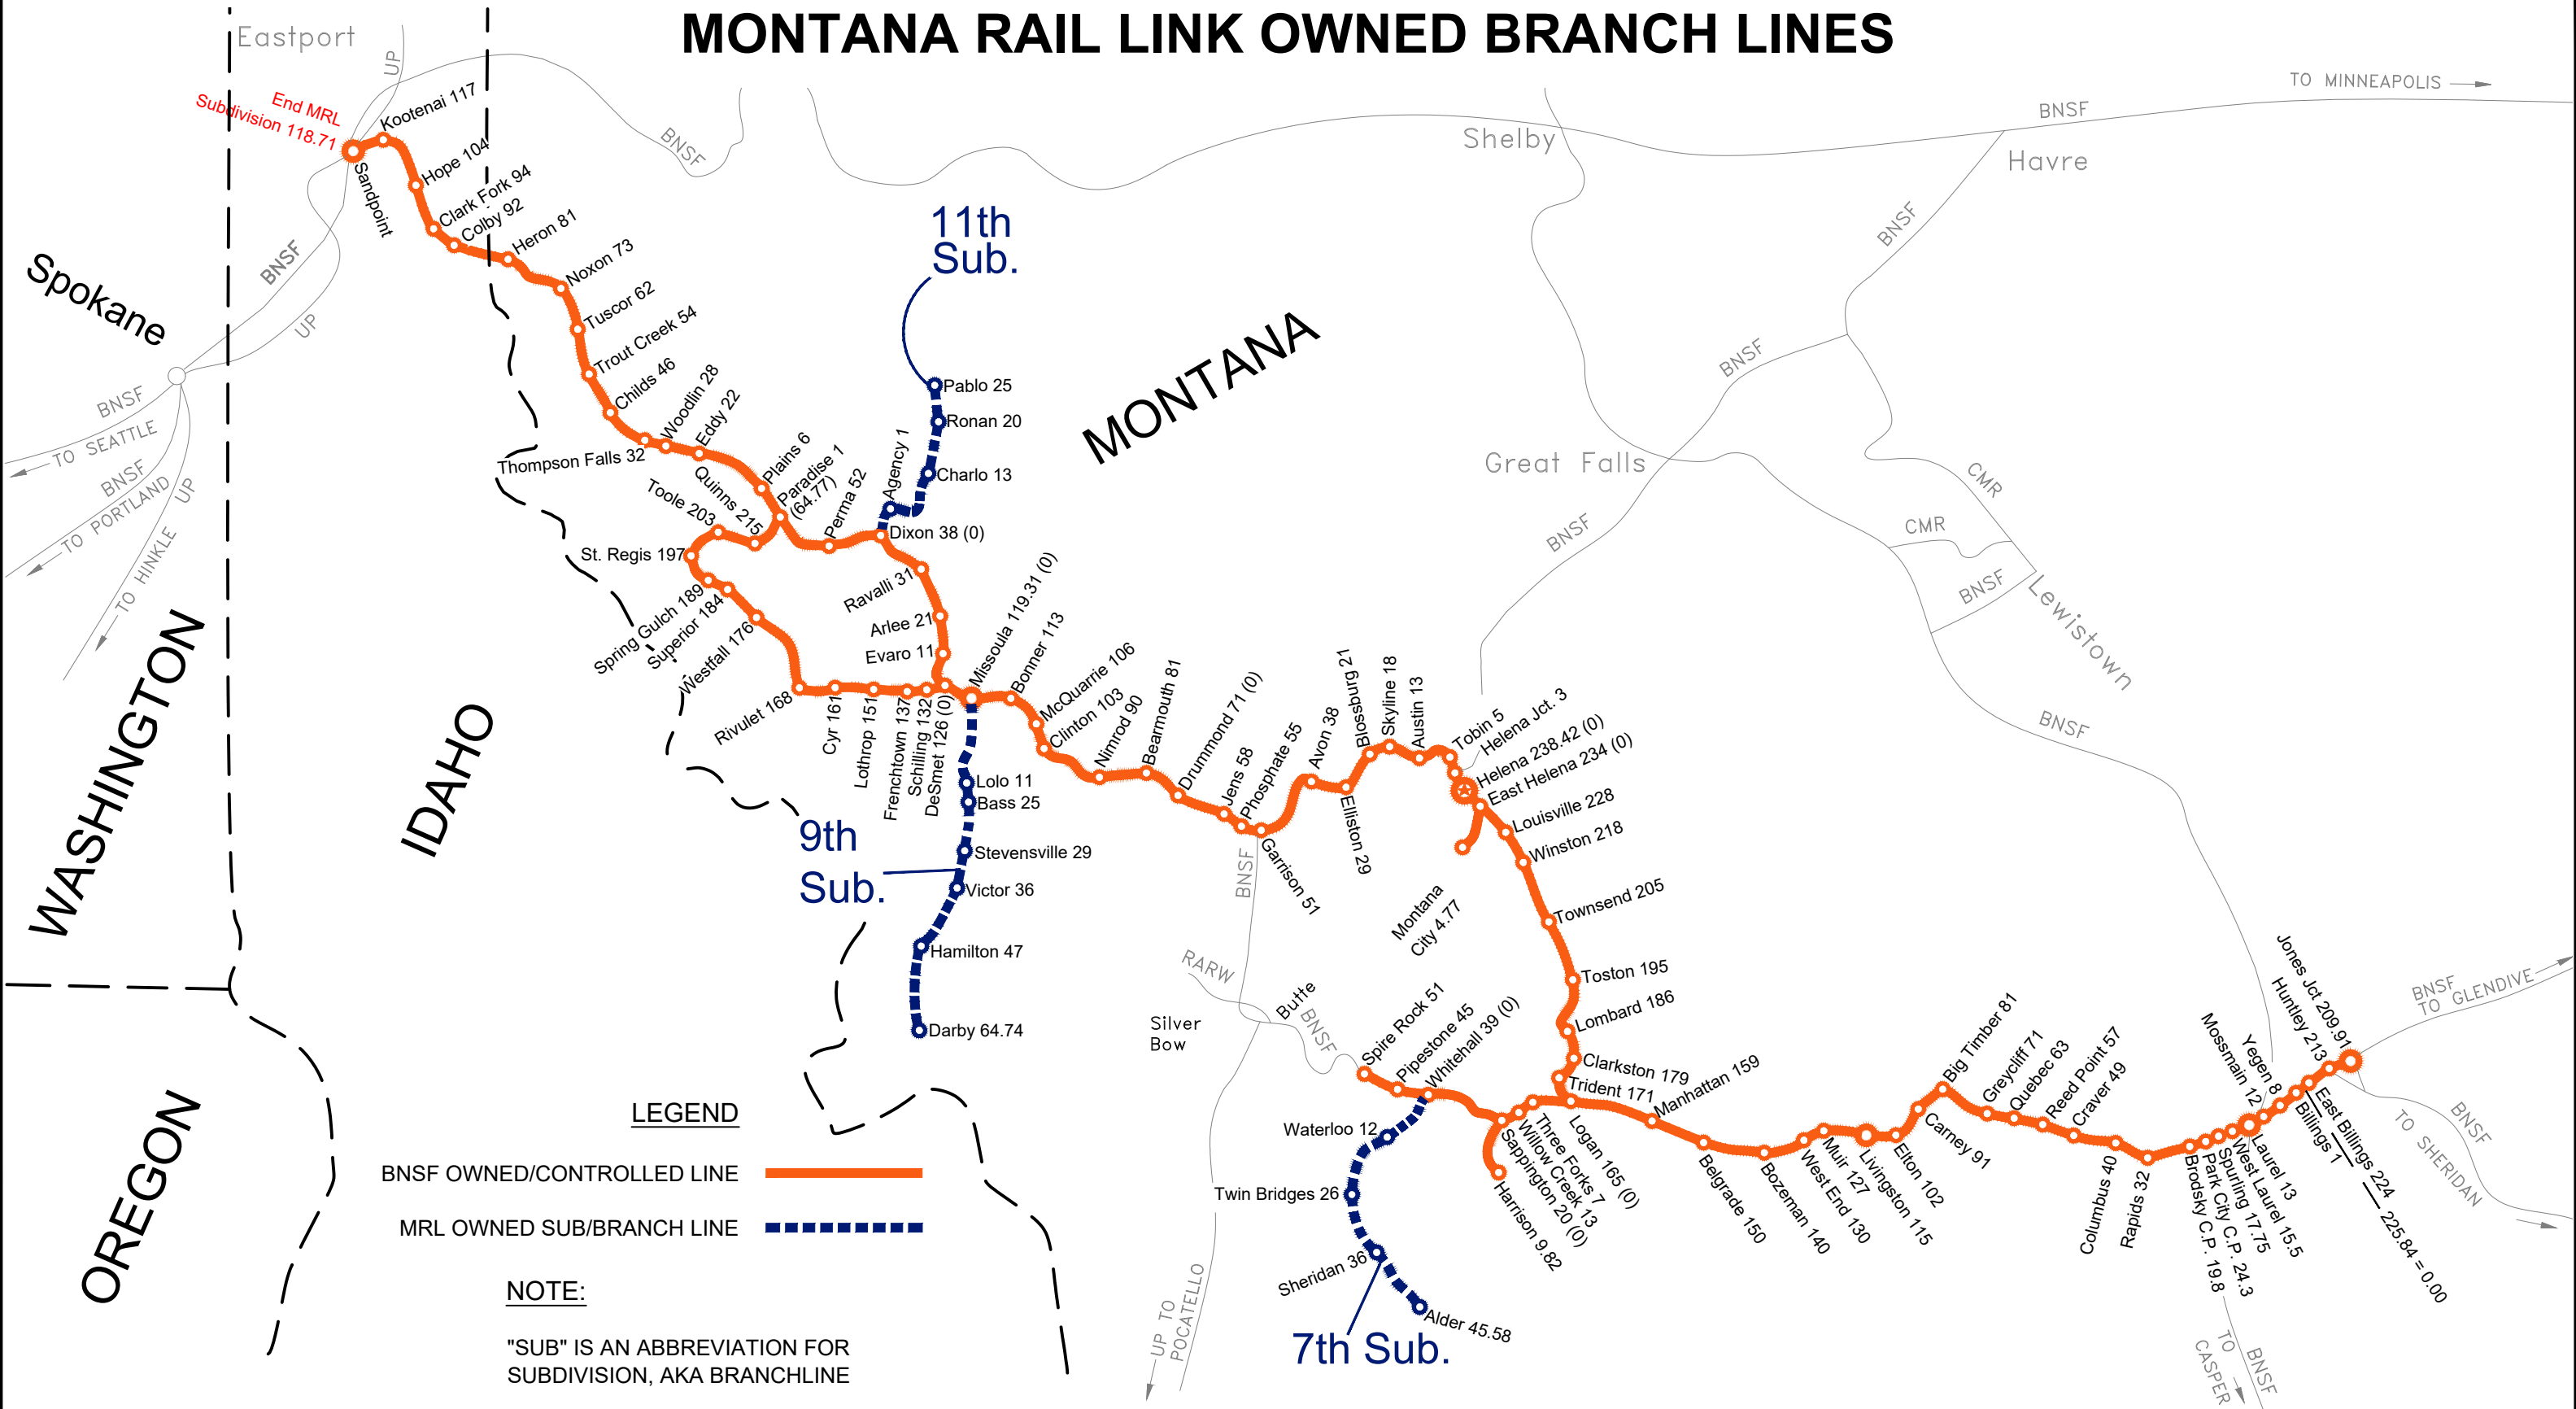 MONTANA RAIL LINK OWNED BRANCH LINES
Eastport
UP
End MRL
Subdivision 118.71
Kootenai 117
Sandpoint
Hope 104
Clark Fork 94
Colby 92
Heron 81
Noxon 73
Tuscor 62
Trout Creek 54
Childs 46
Woodlin 28
Eddy 22
Thompson Falls 32
Plains 6
Paradise 1
(64.77)
Quinns 215
Toole 203
St. Regis 197
Spring Gulch 189
Superior 184
Westfall 176
Rivulet 168
Cyr 161
Lothrop 151
Frenchtown 137
Schilling 132
DeSmet 126 (0)
Perma 52
Agency 1
Dixon 38 (0)
Ravalli 31
Arlee 21
Evaro 11
11th
Sub.
Pablo 25
Ronan 20
Charlo 13
BNSF
TO MINNEAPOLIS
BNSF
Shelby
Havre
BNSF
BNSF
BNSF
Great Falls
CMR
CMR
BNSF
Lewistown
BNSF
MONTANA
Spokane
BNSF
UP
BNSF
TO SEATTLE
BNSF
TO PORTLAND
UP
TO HINKLE
WASHINGTON
IDAHO
OREGON
Missoula 119.31 (0)
Bonner 113
McQuarrie 106
Clinton 103
Nimrod 90
Bearmouth 81
Drummond 71 (0)
Jens 58
Phosphate 55
Garrison 51
Avon 38
Elliston 29
Blossburg 21
Skyline 18
Austin 13
Tobin 5
Helena Jct. 3
Helena 238.42 (0)
East Helena 234 (0)
Louisville 228
Winston 218
Montana
City 4.77
Townsend 205
Toston 195
Lombard 186
Clarkston 179
Trident 171
9th
Sub.
Lolo 11
Bass 25
Stevensville 29
Victor 36
Hamilton 47
Darby 64.74
BNSF
RARW
Silver
Bow
Butte
BNSF
Spire Rock 51
Pipestone 45
Whitehall 39 (0)
Waterloo 12
Twin Bridges 26
Sheridan 36
Alder 45.58
7th Sub.
UP TO
POCATELLO
Logan 165 (0)
Three Forks 7
Willow Creek 13
Sappington 20 (0)
Harrison 9.82
Manhattan 159
Belgrade 150
Bozeman 140
West End 130
Muir 127
Livingston 115
Elton 102
Carney 91
Big Timber 81
Greycliff 71
Quebec 63
Reed Point 57
Craver 49
Columbus 40
Rapids 32
Brodsky C.P. 19.8
Park City C.P. 24.3
Spurling 17.75
West Laurel 15.5
Laurel 13
Mossmain 12
Yegen 8
Billings 1
East Billings 224
225.84 = 0.00
Huntley 213
Jones Jct 209.91
BNSF
TO GLENDIVE
BNSF
TO SHERIDAN
BNSF
TO
CASPER
LEGEND
BNSF OWNED/CONTROLLED LINE
MRL OWNED SUB/BRANCH LINE
NOTE:
"SUB" IS AN ABBREVIATION FOR
SUBDIVISION, AKA BRANCHLINE